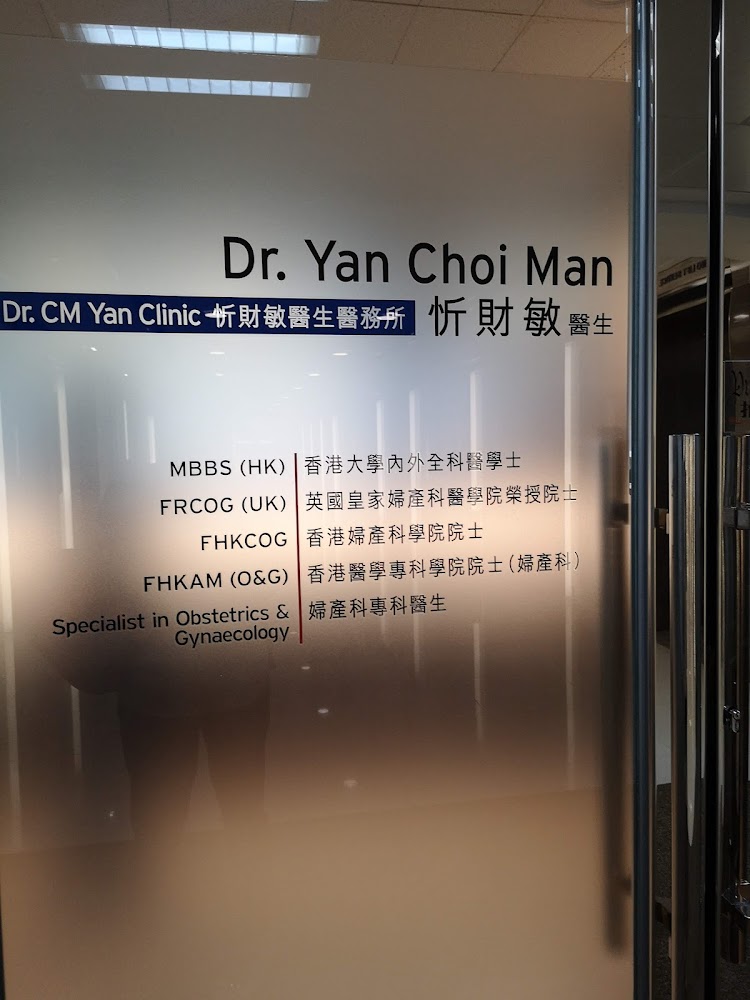 Dr. Yan Choi Man
Dr. CM Yan Clinic 忻財敏醫生醫務所
忻財敏醫生
MBBS (HK) 香港大學內外全科醫學士
FRCOG (UK) 英國皇家婦產科醫學院榮授院士
FHKCOG 香港婦產科學院院士
FHKAM (O&G) 香港醫學專科學院院士(婦產科)
Specialist in Obstetrics & 婦產科專科醫生
Gynaecology